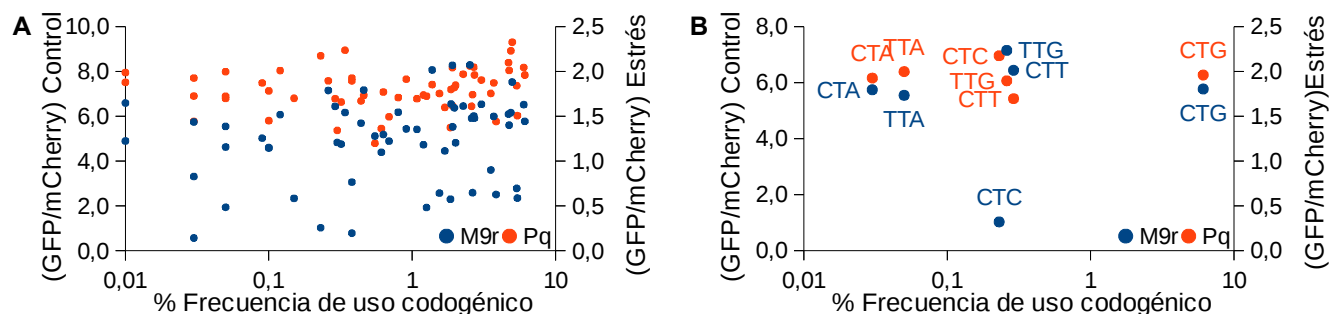 A
(GFP/mCherry) Control
10,0
8,0
6,0
4,0
2,0
0,0
2,5
2,0
1,5
1,0
0,5
0,0
(GFP/mCherry) Estrés
M9r
Pq
0,01
0,1
1
10
% Frecuencia de uso codogénico
B
(GFP/mCherry) Control
8,0
6,0
4,0
2,0
0,0
2,5
2,0
1,5
1,0
0,5
0,0
(GFP/mCherry)Estrés
CTA
TTA
CTC
TTG
CTT
CTG
CTA
TTA
TTG
CTT
CTG
CTC
M9r
Pq
0,01
0,1
1
10
% Frecuencia de uso codogénico